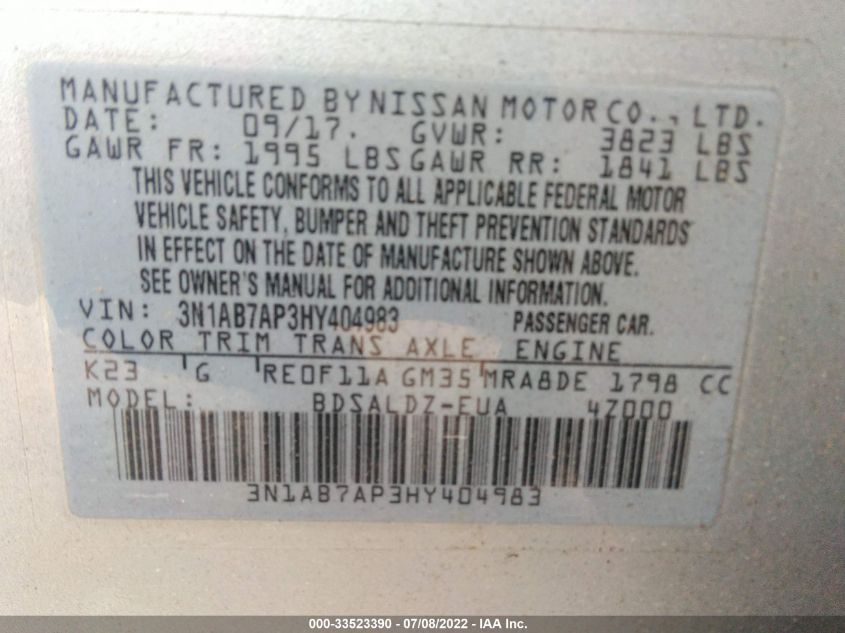 MANUFACTURED BY NISSAN MOTOR CO., LTD.
DATE: 09/17. GVWR: 3823 LBS
GAWR FR: 1995 LBS GAWR RR: 1841 LBS
THIS VEHICLE CONFORMS TO ALL APPLICABLE FEDERAL MOTOR
VEHICLE SAFETY, BUMPER AND THEFT PREVENTION STANDARDS
IN EFFECT ON THE DATE OF MANUFACTURE SHOWN ABOVE.
SEE OWNER'S MANUAL FOR ADDITIONAL INFORMATION.
VIN: 3N1AB7AP3HY404983 PASSENGER CAR.
COLOR TRIM TRANS AXLE ENGINE
K23 G RE0F11A GM35 MRA8DE 1798 CC
MODEL: BDSALDZ-EUA 4Z000
3N1AB7AP3HY404983
000-33523390 - 07/08/2022 - IAA Inc.